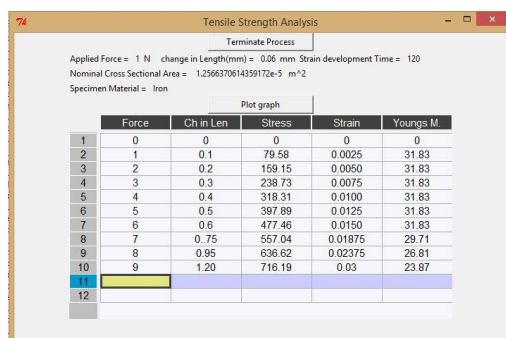 Tensile Strength Analysis
Terminate Process
Applied Force = 1 N change in Length(mm) = 0.06 mm Strain development Time = 120
Nominal Cross Sectional Area = 1.2566370614359172e-5 m^2
Specimen Material = Iron
Plot graph
Force Ch in Len Stress Strain Youngs M.
1 0 0 0 0 0
2 1 0.1 79.58 0.0025 31.83
3 2 0.2 159.15 0.0050 31.83
4 3 0.3 238.73 0.0075 31.83
5 4 0.4 318.31 0.0100 31.83
6 5 0.5 397.89 0.0125 31.83
7 6 0.6 477.46 0.0150 31.83
8 7 0..75 557.04 0.01875 29.71
9 8 0.95 636.62 0.02375 26.81
10 9 1.20 716.19 0.03 23.87
11
12